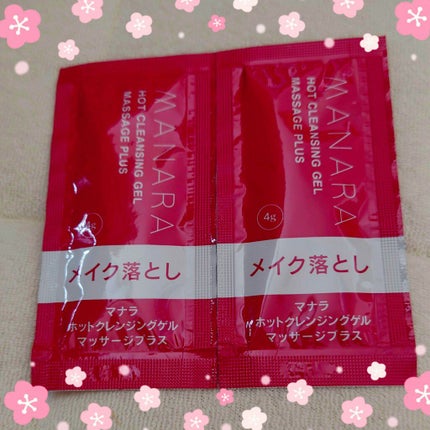 MANARA
HOT CLEANSING GEL
MASSAGE PLUS
4g
メイク落とし
マナラ
ホットクレンジングゲル
マッサージプラス
MANARA
HOT CLEANSING GEL
MASSAGE PLUS
4g
メイク落とし
マナラ
ホットクレンジングゲル
マッサージプラス